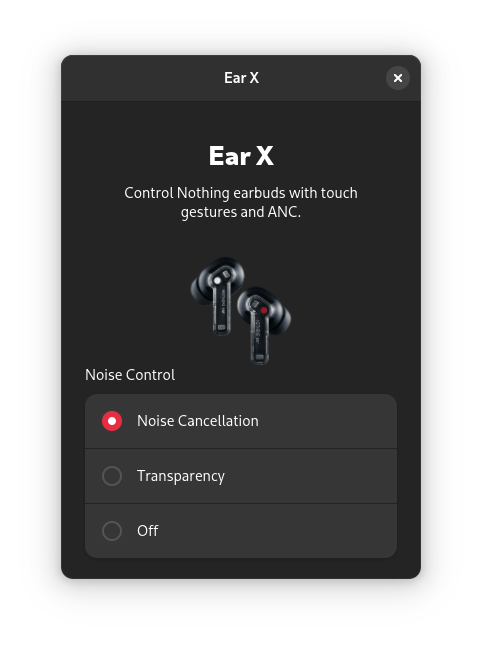 Ear X
Ear X
Control Nothing earbuds with touch
gestures and ANC.
Noise Control
Noise Cancellation
Transparency
Off